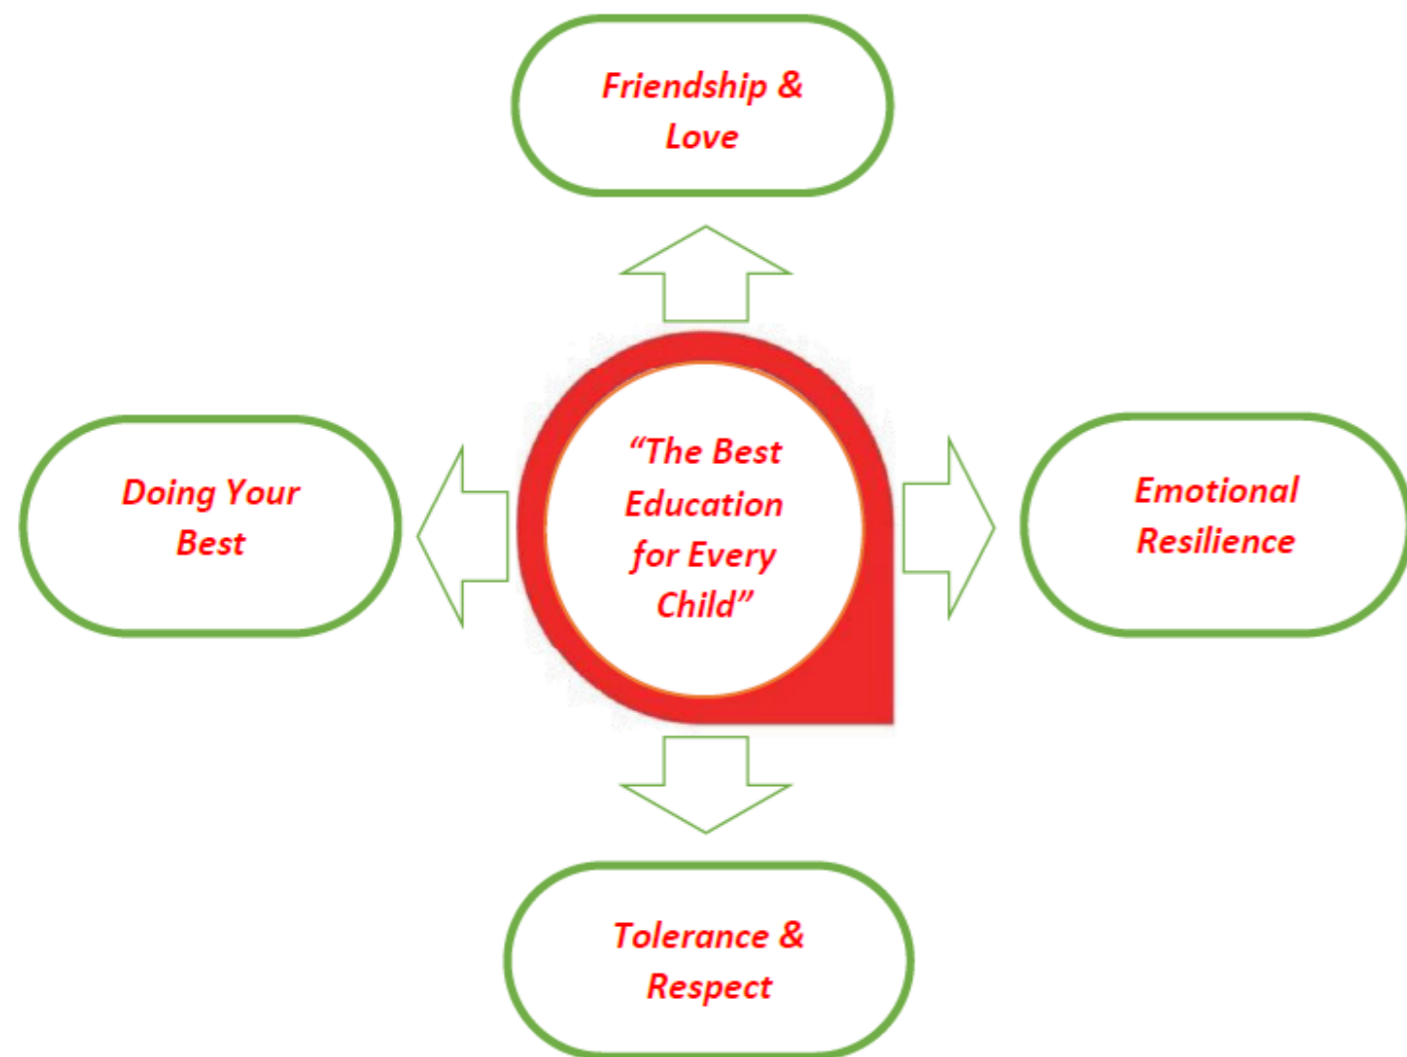 Friendship &
Love
Doing Your
Best
“The Best
Education
for Every
Child”
Emotional
Resilience
Tolerance &
Respect